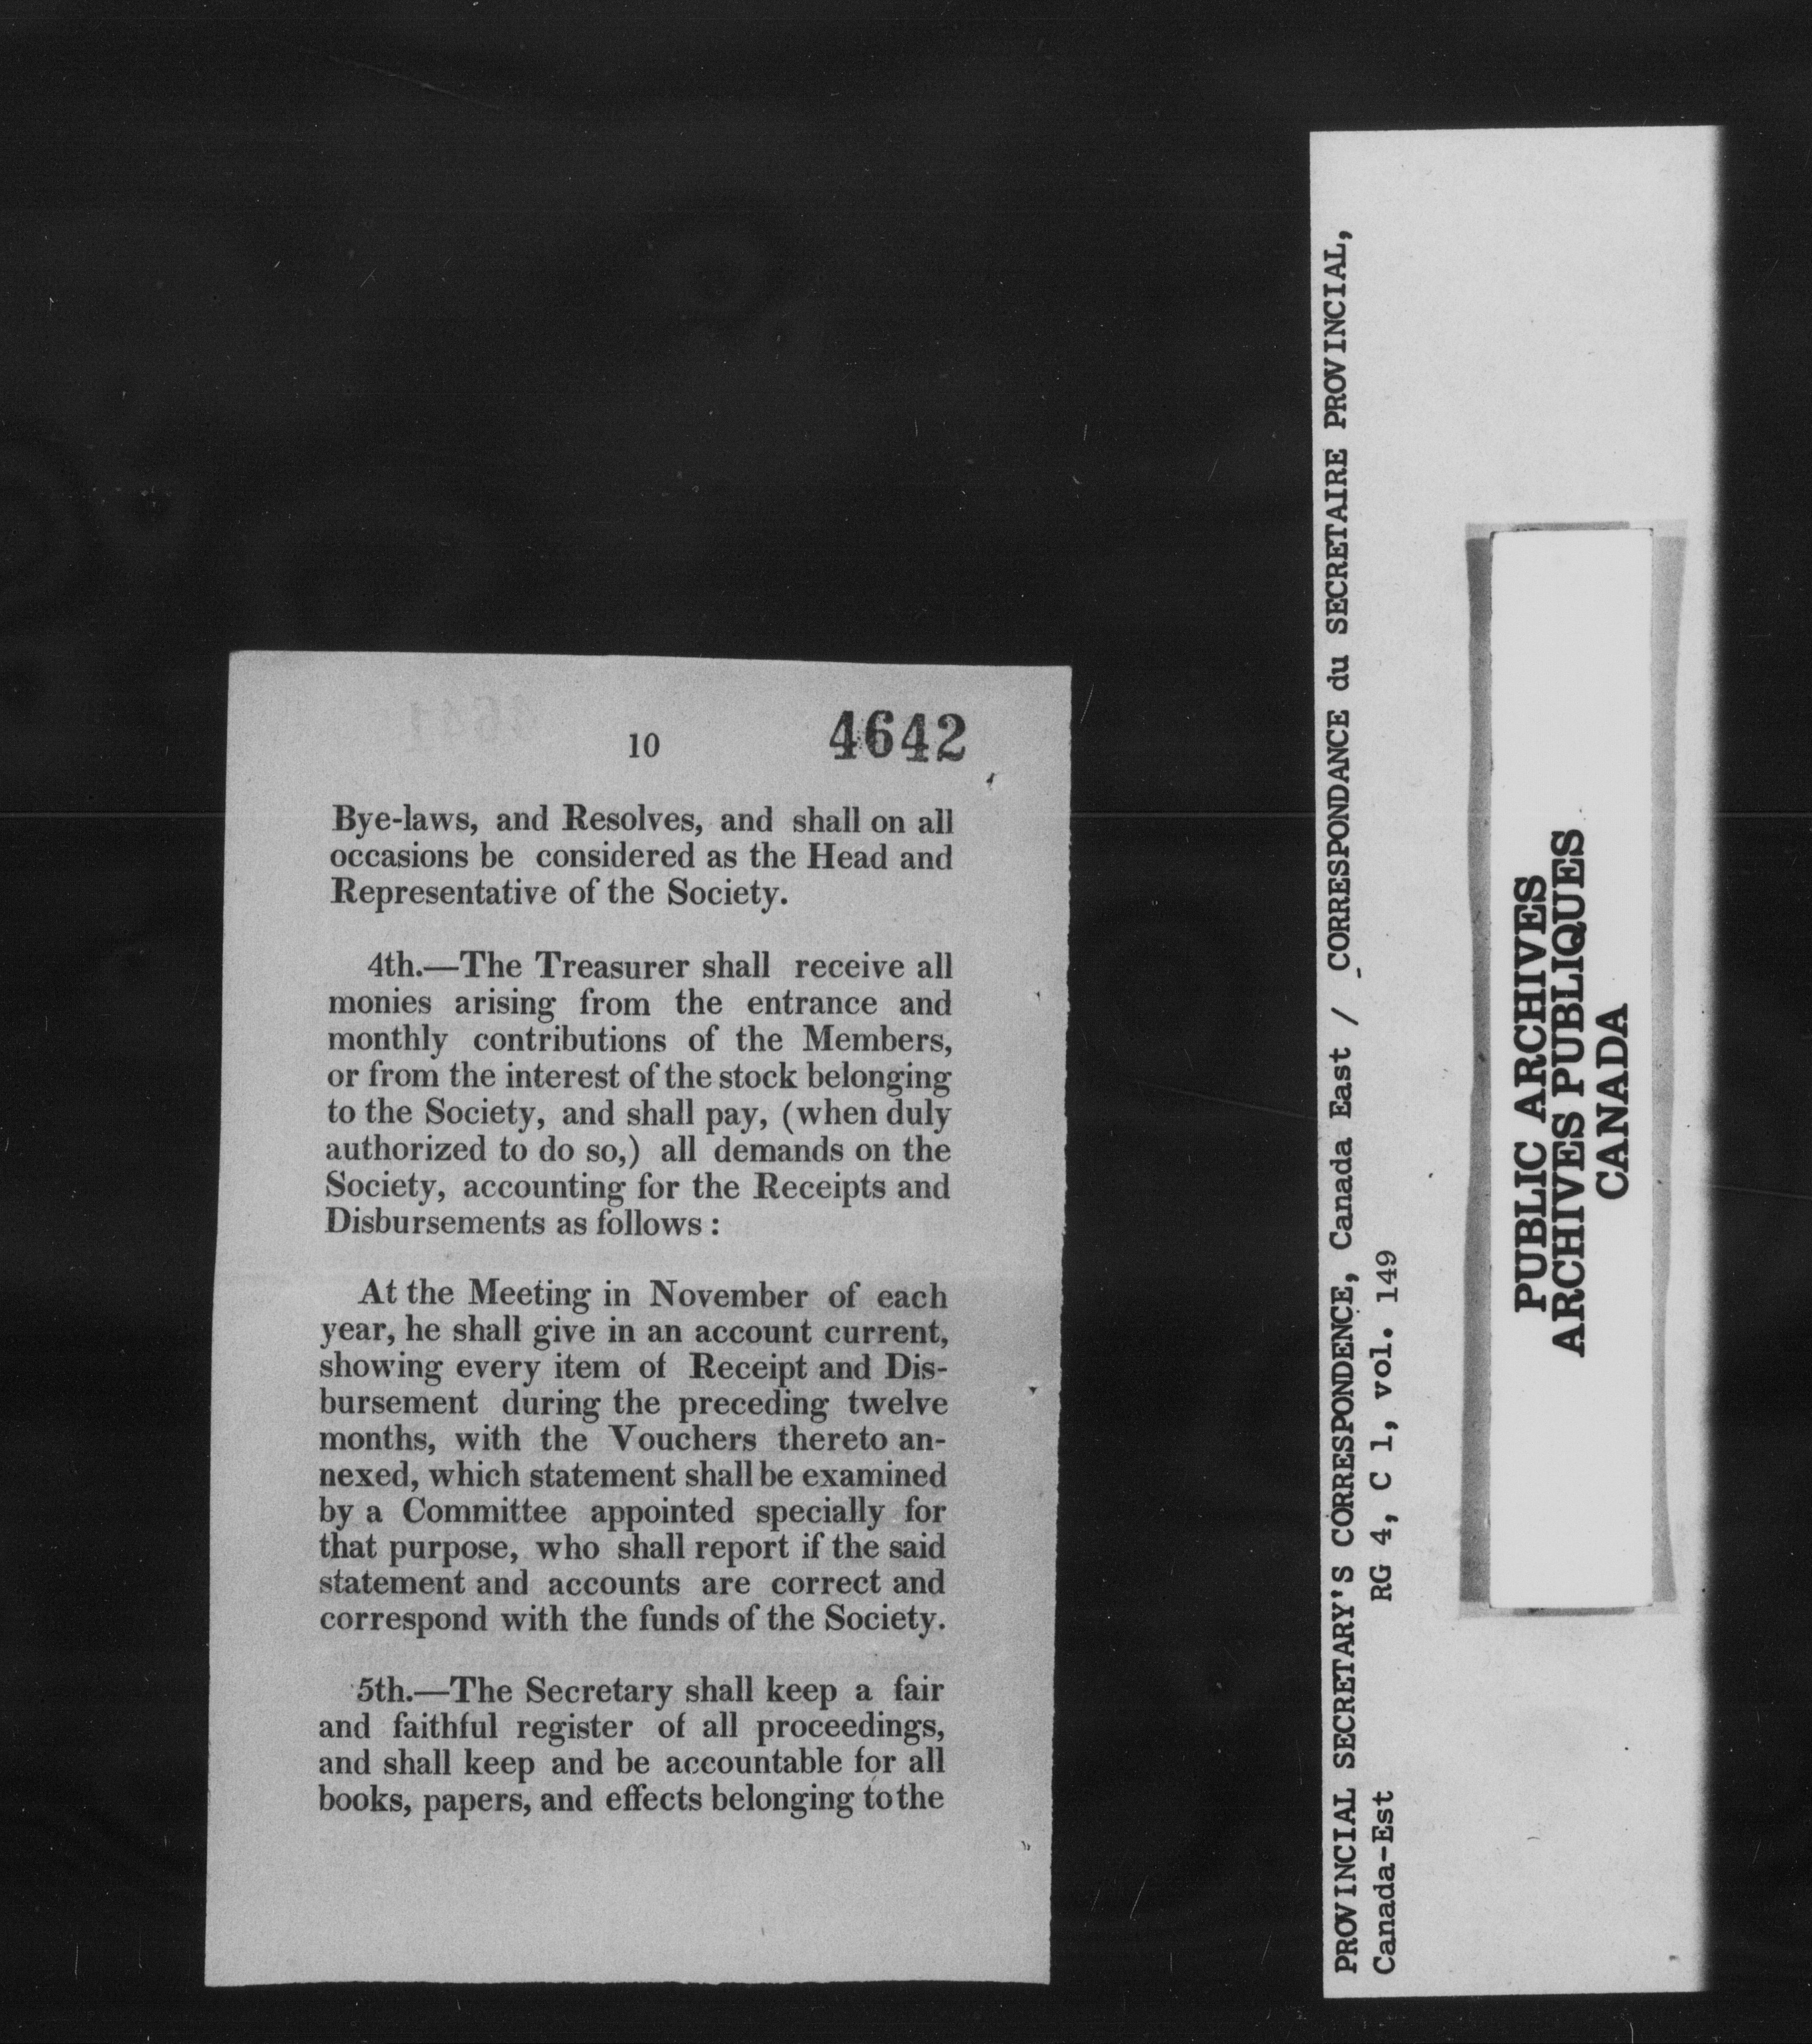 10
4642
Bye-laws, and Resolves, and shall on all
occasions be considered as the Head and
Representative of the Society.
4th.—The Treasurer shall receive all
monies arising from the entrance and
monthly contributions of the Members,
or from the interest of the stock belonging
to the Society, and shall pay, (when duly
authorized to do so,) all demands on the
Society, accounting for the Receipts and
Disbursements as follows :
At the Meeting in November of each
year, he shall give in an account current,
showing every item of Receipt and Dis-
bursement during the preceding twelve
months, with the Vouchers thereto an-
nexed, which statement shall be examined
by a Committee appointed specially for
that purpose, who shall report if the said
statement and accounts are correct and
correspond with the funds of the Society.
5th.—The Secretary shall keep a fair
and faithful register of all proceedings,
and shall keep and be accountable for all
books, papers, and effects belonging to the
PROVINCIAL SECRETARY'S CORRESPONDENCE, Canada East / CORRESPONDANCE du SECRETAIRE PROVINCIAL,
Canada-Est RG 4, C 1, vol. 149
PUBLIC ARCHIVES
ARCHIVES PUBLIQUES
CANADA